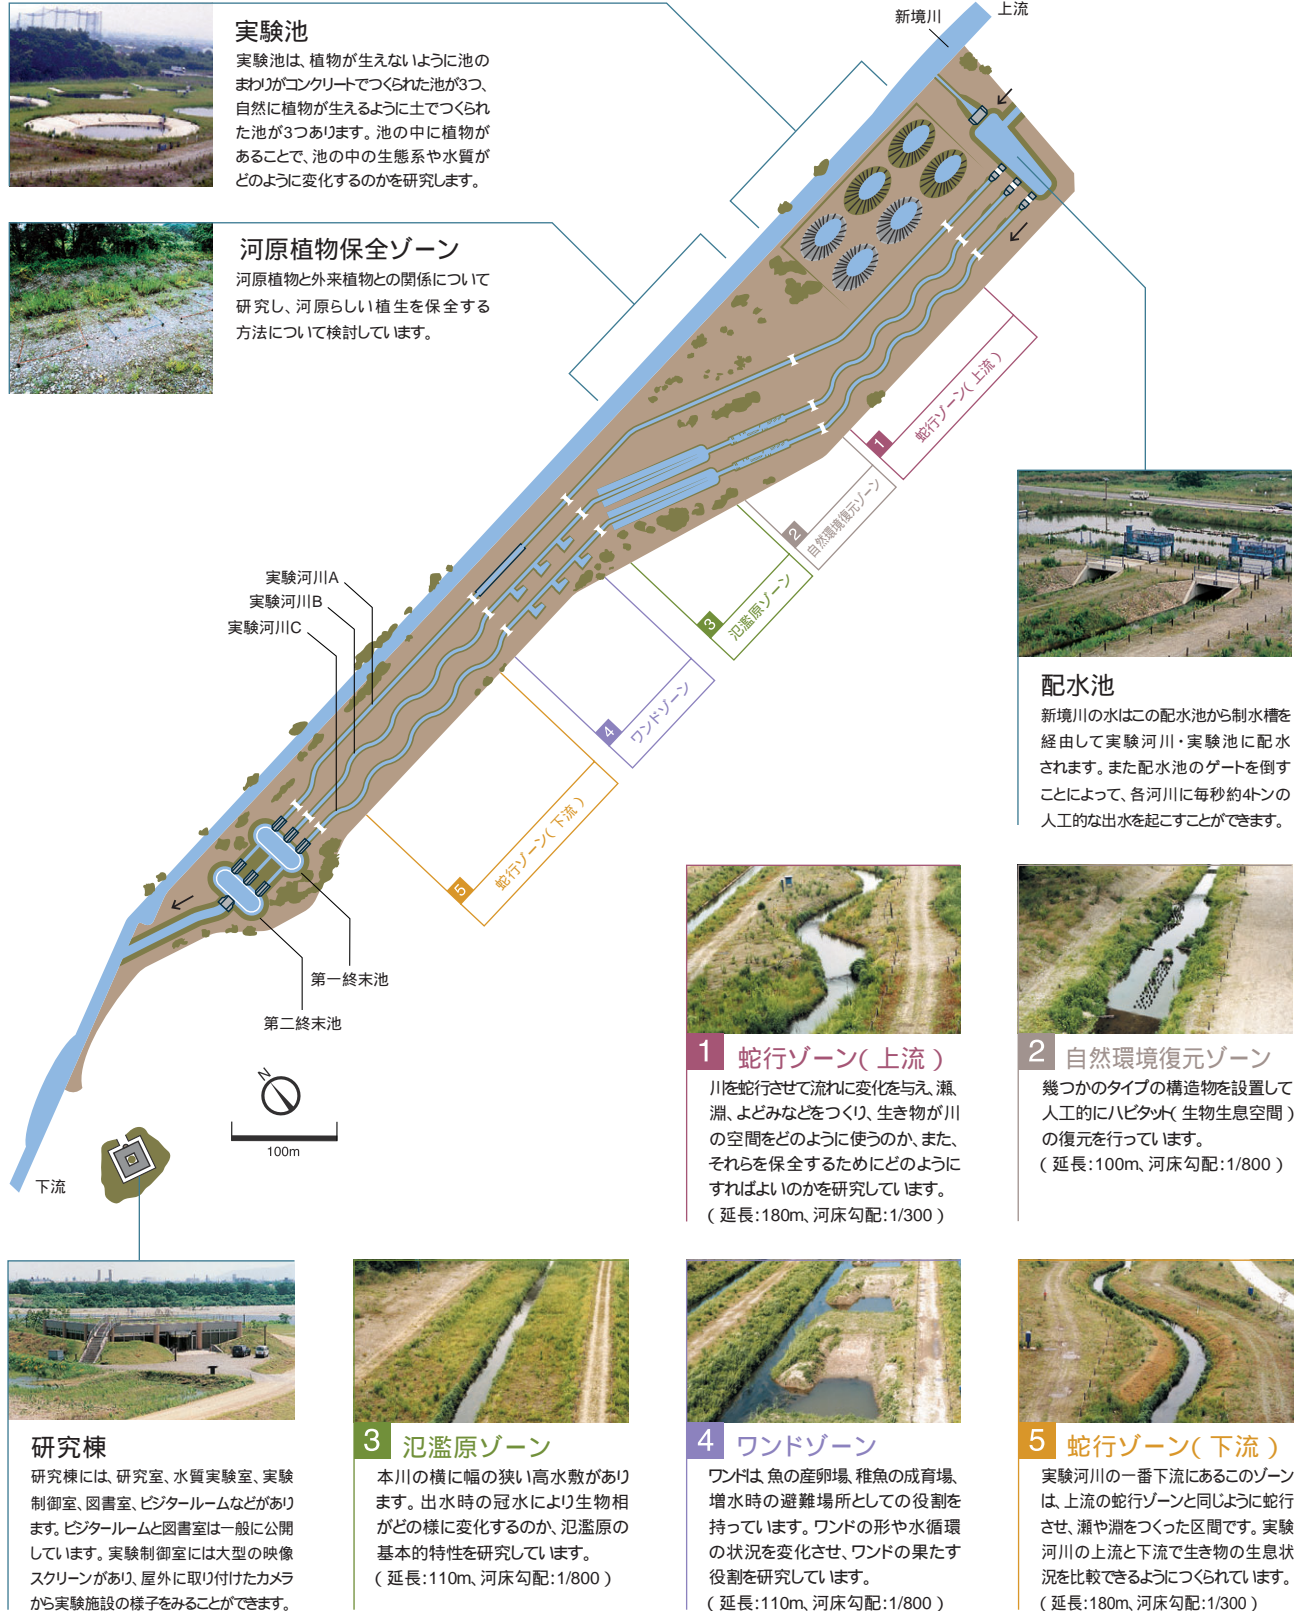 新境川
上流
実験池
実験池は、植物が生えないように池の
まわりがコンクリートでつくられた池が3つ、
自然に植物が生えるように土でつくられ
た池が3つあります。池の中に植物が
あることで、池の中の生態系や水質が
どのように変化するのかを研究します。
河原植物保全ゾーン
河原植物と外来植物との関係について
研究し、河原らしい植生を保全する
方法について検討しています。
1 蛇行ゾーン(上流)
2 自然環境復元ゾーン
3 氾濫原ゾーン
4 ワンドゾーン
5 蛇行ゾーン(下流)
実験河川A
実験河川B
実験河川C
配水池
新境川の水はこの配水池から制水槽を
経由して実験河川・実験池に配水
されます。また配水池のゲートを倒す
ことによって、各河川に毎秒約4トンの
人工的な出水を起こすことができます。
第一終末池
第二終末池
N
100m
下流
1 蛇行ゾーン(上流)
川を蛇行させて流れに変化を与え、瀬、
淵、よどみなどをつくり、生き物が川
の空間をどのように使うのか、また、
それらを保全するためにどのように
すればよいのかを研究しています。
(延長:180m、河床勾配:1/300)
2 自然環境復元ゾーン
幾つかのタイプの構造物を設置して
人工的にハビタット(生物生息空間)
の復元を行っています。
(延長:100m、河床勾配:1/800)
研究棟
研究棟には、研究室、水質実験室、実験
制御室、図書室、ビジタールームなどがあり
ます。ビジタールームと図書室は一般に公開
しています。実験制御室には大型の映像
スクリーンがあり、屋外に取り付けたカメラ
から実験施設の様子をみることができます。
3 氾濫原ゾーン
本川の横に幅の狭い高水敷があり
ます。出水時の冠水により生物相
がどの様に変化するのか、氾濫原の
基本的特性を研究しています。
(延長:110m、河床勾配:1/800)
4 ワンドゾーン
ワンドは、魚の産卵場、稚魚の成育場、
増水時の避難場所としての役割を
持っています。ワンドの形や水循環
の状況を変化させ、ワンドの果たす
役割を研究しています。
(延長:110m、河床勾配:1/800)
5 蛇行ゾーン(下流)
実験河川の一番下流にあるこのゾーン
は、上流の蛇行ゾーンと同じように蛇行
させ、瀬や淵をつくった区間です。実験
河川の上流と下流で生き物の生息状
況を比較できるようにつくられています。
(延長:180m、河床勾配:1/300)